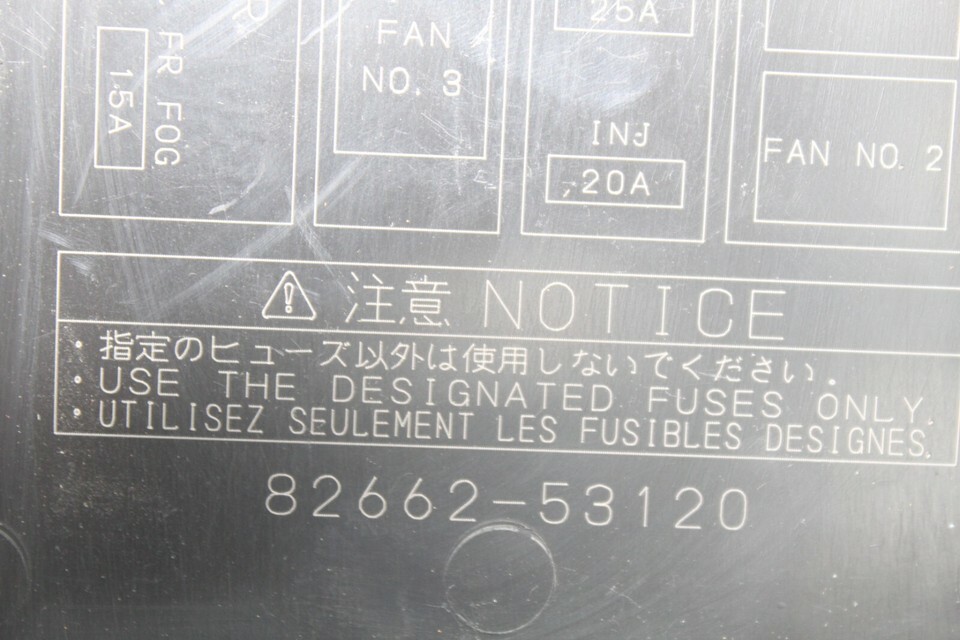 FR FOG
15A
FAN
NO. 3
25A
INJ
20A
FAN NO. 2
注意 NOTICE
・指定のヒューズ以外は使用しないでください.
・USE THE DESIGNATED FUSES ONLY.
・UTILISEZ SEULEMENT LES FUSIBLES DESIGNES.
82662-53120